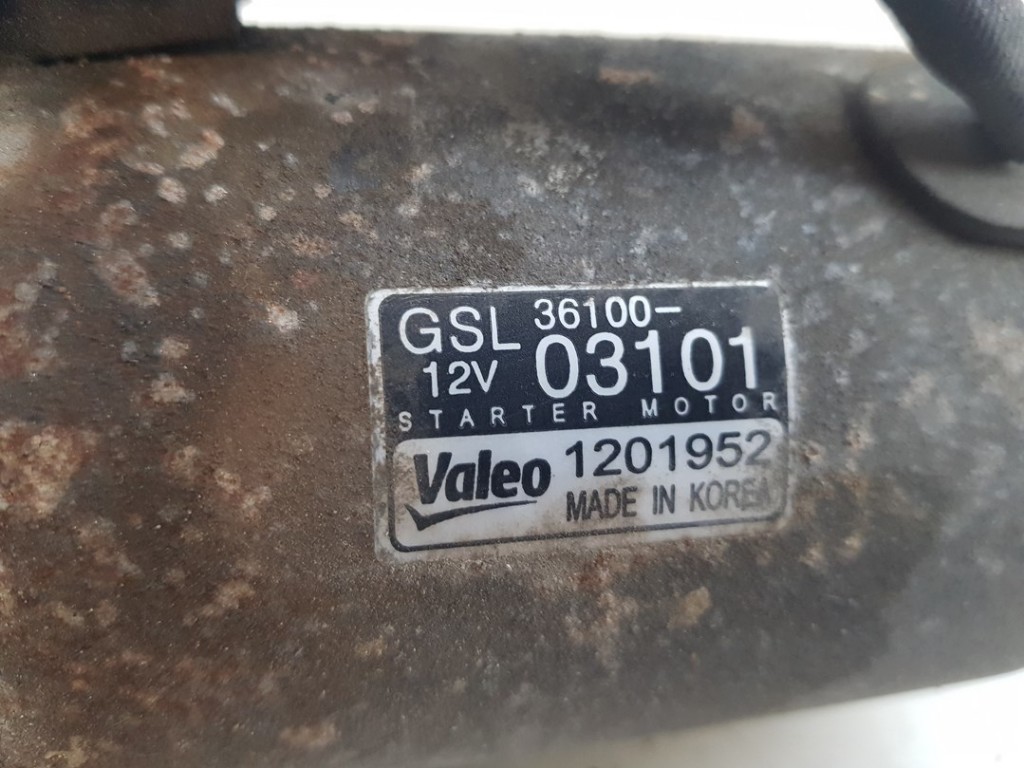 GSL 36100-
12V 03101
STARTER MOTOR
Valeo 1201952
MADE IN KOREA